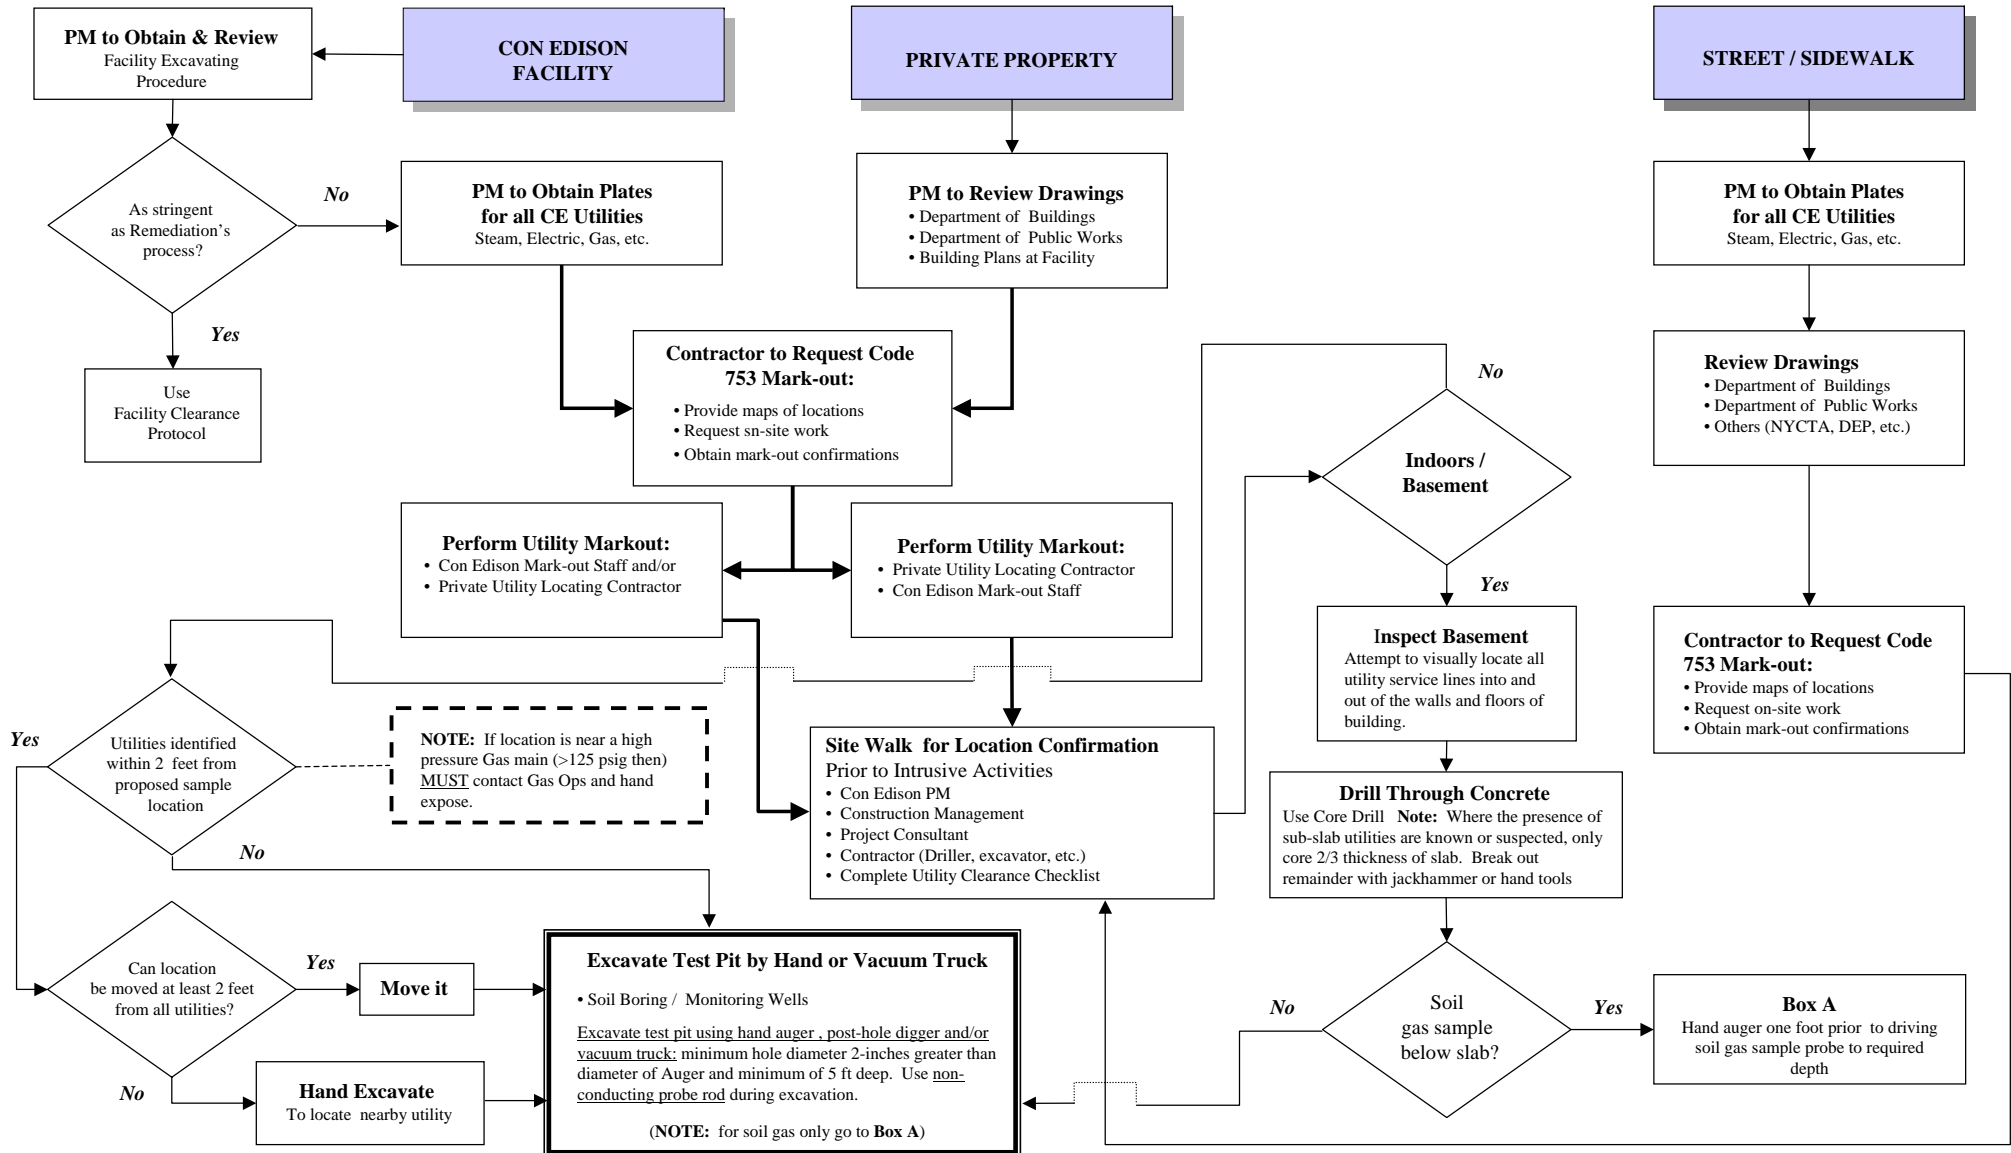 PM to Obtain & Review
Facility Excavating
Procedure
CON EDISON
FACILITY
PRIVATE PROPERTY
STREET / SIDEWALK
As stringent
as Remediation's
process?
No
Yes
Use
Facility Clearance
Protocol
PM to Obtain Plates
for all CE Utilities
Steam, Electric, Gas, etc.
PM to Review Drawings
• Department of Buildings
• Department of Public Works
• Building Plans at Facility
PM to Obtain Plates
for all CE Utilities
Steam, Electric, Gas, etc.
Contractor to Request Code
753 Mark-out:
• Provide maps of locations
• Request sn-site work
• Obtain mark-out confirmations
No
Indoors /
Basement
Yes
Review Drawings
• Department of Buildings
• Department of Public Works
• Others (NYCTA, DEP, etc.)
Perform Utility Markout:
• Con Edison Mark-out Staff and/or
• Private Utility Locating Contractor
Perform Utility Markout:
• Private Utility Locating Contractor
• Con Edison Mark-out Staff
Inspect Basement
Attempt to visually locate all
utility service lines into and
out of the walls and floors of
building.
Contractor to Request Code
753 Mark-out:
• Provide maps of locations
• Request on-site work
• Obtain mark-out confirmations
Yes
Utilities identified
within 2 feet from
proposed sample
location
No
NOTE: If location is near a high
pressure Gas main (>125 psig then)
MUST contact Gas Ops and hand
expose.
Site Walk for Location Confirmation
Prior to Intrusive Activities
• Con Edison PM
• Construction Management
• Project Consultant
• Contractor (Driller, excavator, etc.)
• Complete Utility Clearance Checklist
Drill Through Concrete
Use Core Drill Note: Where the presence of
sub-slab utilities are known or suspected, only
core 2/3 thickness of slab. Break out
remainder with jackhammer or hand tools
Can location
be moved at least 2 feet
from all utilities?
Yes
Move it
No
Hand Excavate
To locate nearby utility
Excavate Test Pit by Hand or Vacuum Truck
• Soil Boring / Monitoring Wells
Excavate test pit using hand auger , post-hole digger and/or
vacuum truck: minimum hole diameter 2-inches greater than
diameter of Auger and minimum of 5 ft deep. Use non-
conducting probe rod during excavation.
(NOTE: for soil gas only go to Box A)
No
Soil
gas sample
below slab?
Yes
Box A
Hand auger one foot prior to driving
soil gas sample probe to required
depth